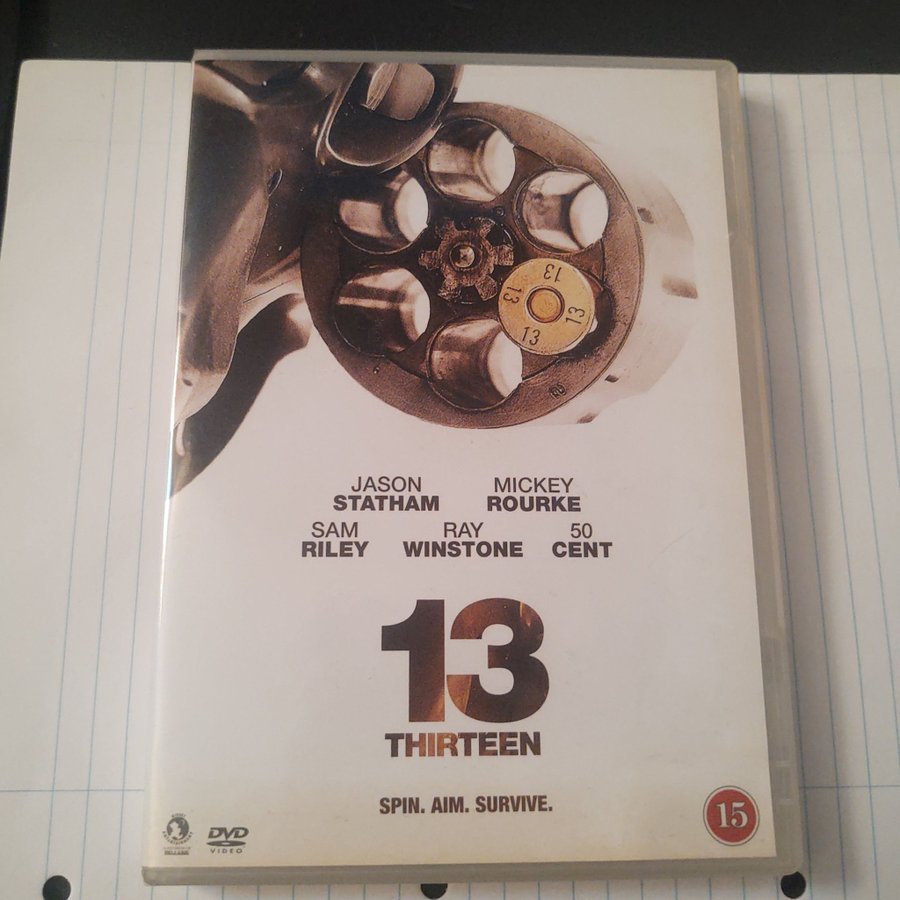 13
13
13
13
JASON MICKEY
STATHAM ROURKE
SAM RAY 50
RILEY WINSTONE CENT
13
THIRTEEN
SPIN. AIM. SURVIVE.
DVD
VIDEO
15